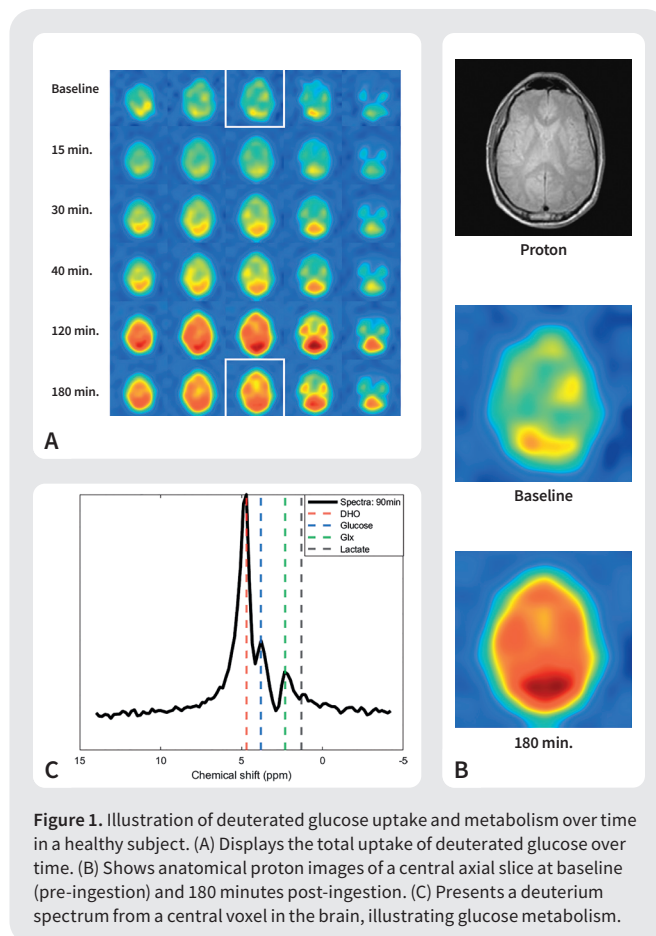 Baseline
15 min.
30 min.
40 min.
120 min.
180 min.
A
Proton
Baseline
180 min.
B
Spectra: 90min
DHO
Glucose
Glx
Lactate
15
10
5
0
-5
Chemical shift (ppm)
C
Figure 1. Illustration of deuterated glucose uptake and metabolism over time
in a healthy subject. (A) Displays the total uptake of deuterated glucose over
time. (B) Shows anatomical proton images of a central axial slice at baseline
(pre-ingestion) and 180 minutes post-ingestion. (C) Presents a deuterium
spectrum from a central voxel in the brain, illustrating glucose metabolism.